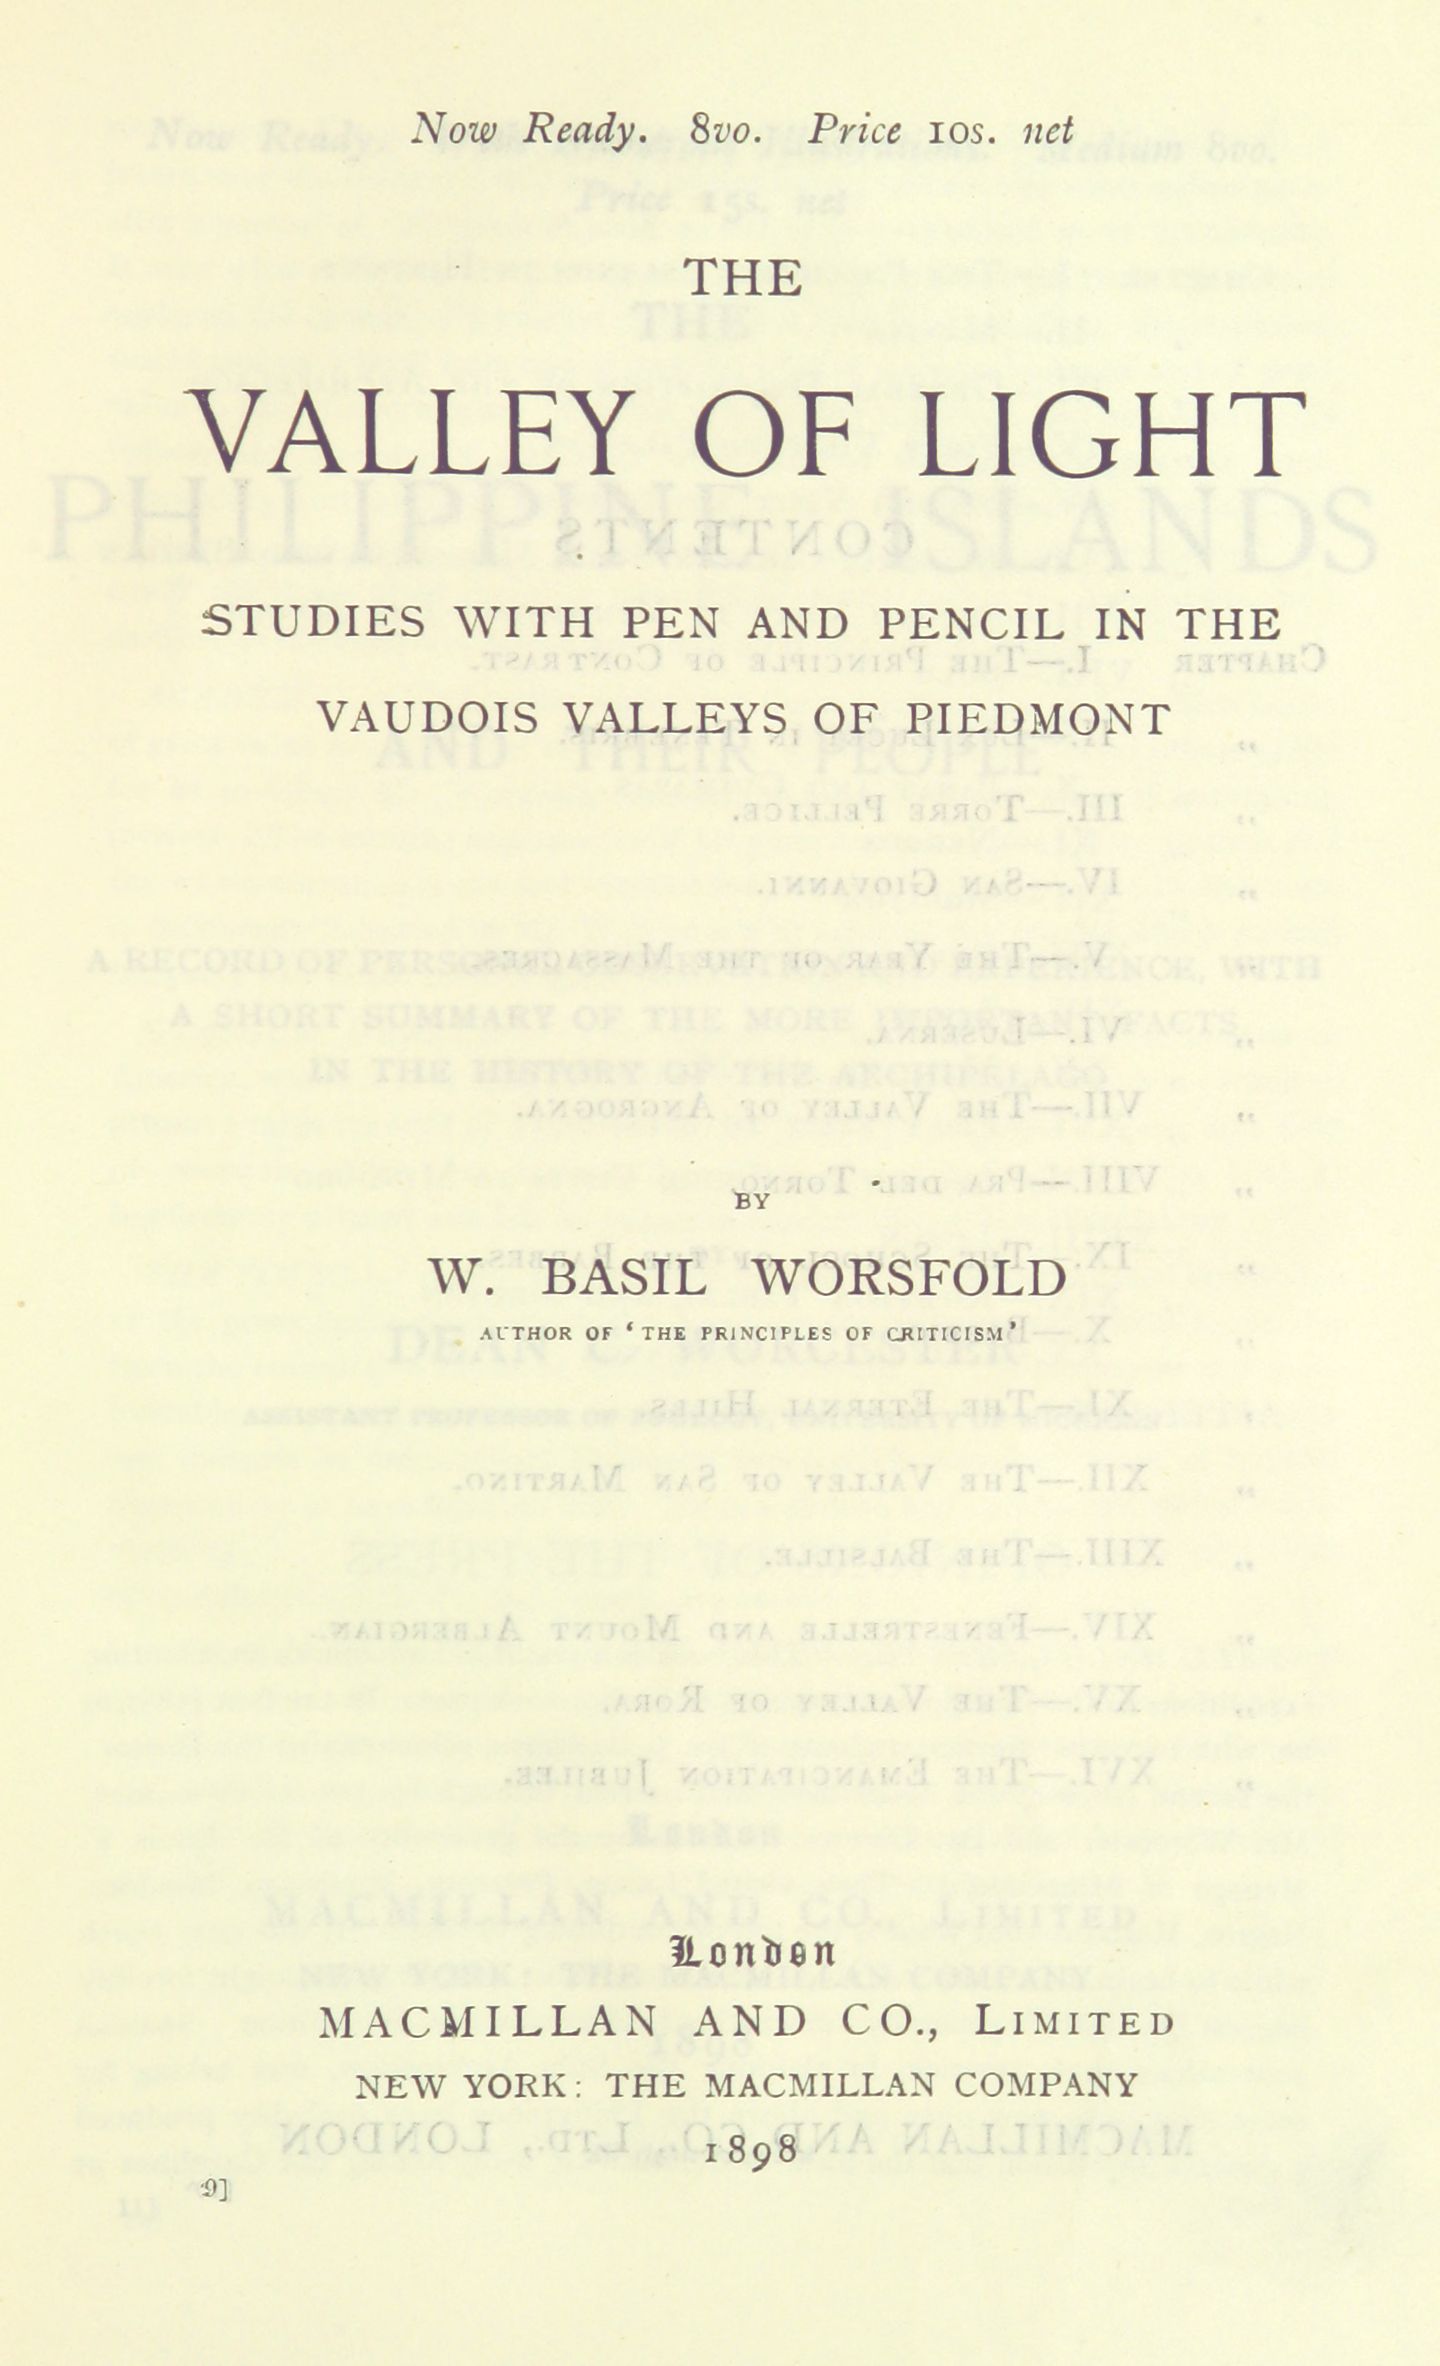 Now Ready. 8vo. Price 10s. net
THE
VALLEY OF LIGHT
STUDIES WITH PEN AND PENCIL IN THE
VAUDOIS VALLEYS OF PIEDMONT
BY
W. BASIL WORSFOLD
AUTHOR OF ‘THE PRINCIPLES OF CRITICISM’
London
MACMILLAN AND CO., LIMITED
NEW YORK: THE MACMILLAN COMPANY
1898
9]